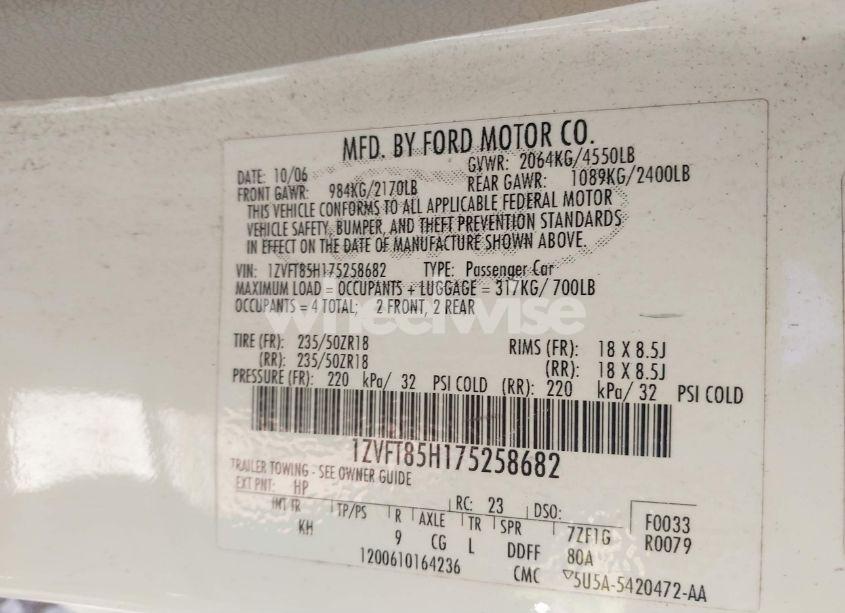 MFD. BY FORD MOTOR CO.
DATE: 10/06 GVWR: 2064KG/4550LB
FRONT GAWR: 984KG/2170LB REAR GAWR: 1089KG/2400LB
THIS VEHICLE CONFORMS TO ALL APPLICABLE FEDERAL MOTOR
VEHICLE SAFETY, BUMPER, AND THEFT PREVENTION STANDARDS
IN EFFECT ON THE DATE OF MANUFACTURE SHOWN ABOVE.
VIN: 1ZVFT85H175258682 TYPE: Passenger Car
MAXIMUM LOAD = OCCUPANTS + LUGGAGE = 317KG/ 700LB
OCCUPANTS = 4 TOTAL; 2 FRONT, 2 REAR
wheelwise
TIRE (FR): 235/50ZR18 RIMS (FR): 18 X 8.5J
(RR): 235/50ZR18 (RR): 18 X 8.5J
PRESSURE (FR): 220 kPa/ 32 PSI COLD (RR): 220 kPa/ 32 PSI COLD
1ZVFT85H175258682
TRAILER TOWING - SEE OWNER GUIDE
EXT PNT: HP RC: 23 DSO: F0033
INT TR TP/PS R AXLE TR SPR 7ZF1G R0079
KH 9 CG L DDFF 80A
1200610164236 CMC ▽5U5A-5420472-AA